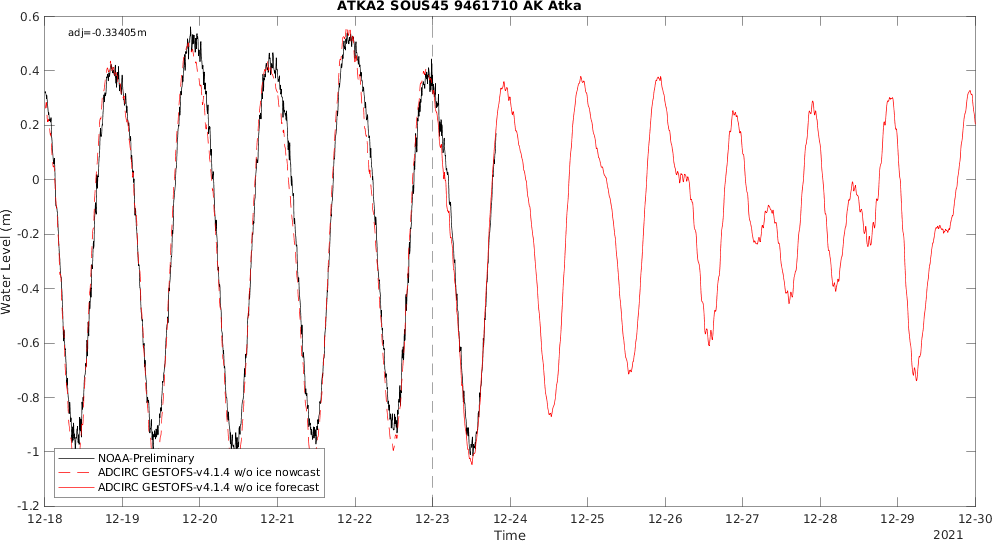 ATKA2 SOUS45 9461710 AK Atka
adj=-0.33405m
0.6
0.4
0.2
0
-0.2
-0.4
-0.6
-0.8
-1
-1.2
Water Level (m)
NOAA-Preliminary
ADCIRC GESTOFS-v4.1.4 w/o ice nowcast
ADCIRC GESTOFS-v4.1.4 w/o ice forecast
12-18 12-19 12-20 12-21 12-22 12-23 12-24 12-25 12-26 12-27 12-28 12-29 12-30
Time
2021